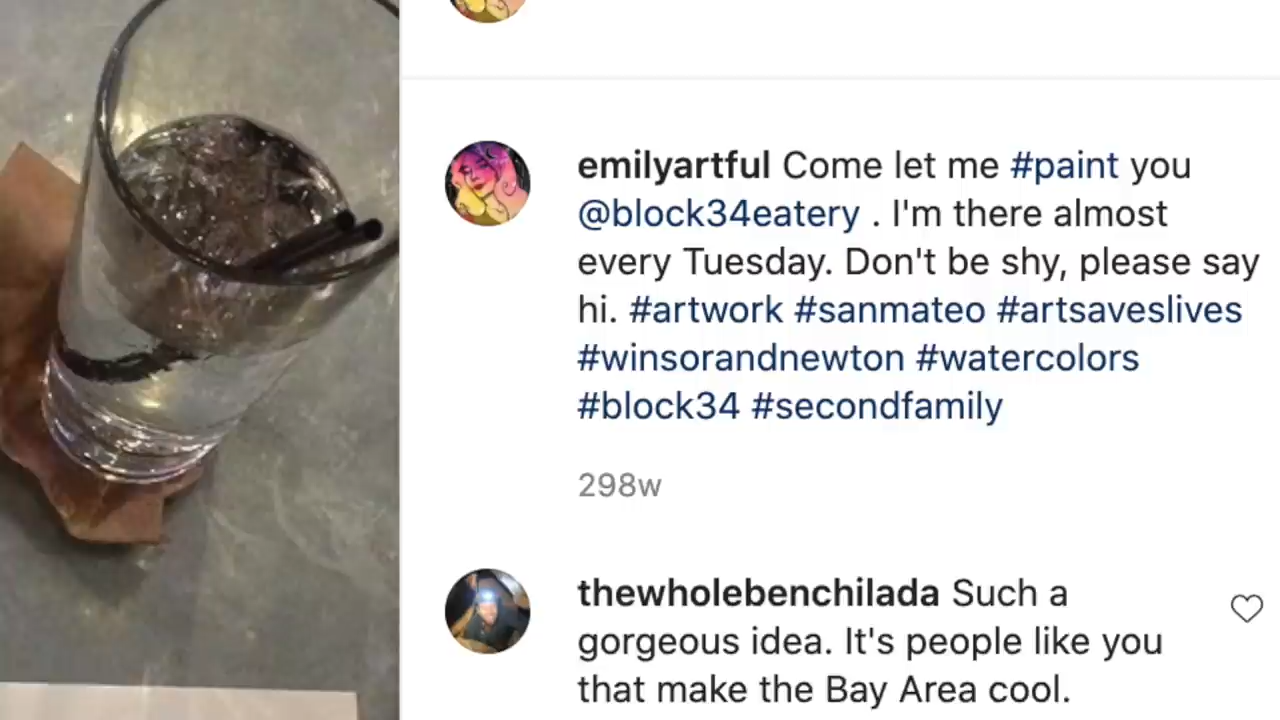 emilyartful Come let me #paint you
@block34eatery . I'm there almost
every Tuesday. Don't be shy, please say
hi. #artwork #sanmateo #artsaveslives
#winsorandnewton #watercolors
#block34 #secondfamily
298w
thewholebenchilada Such a
gorgeous idea. It's people like you
that make the Bay Area cool.